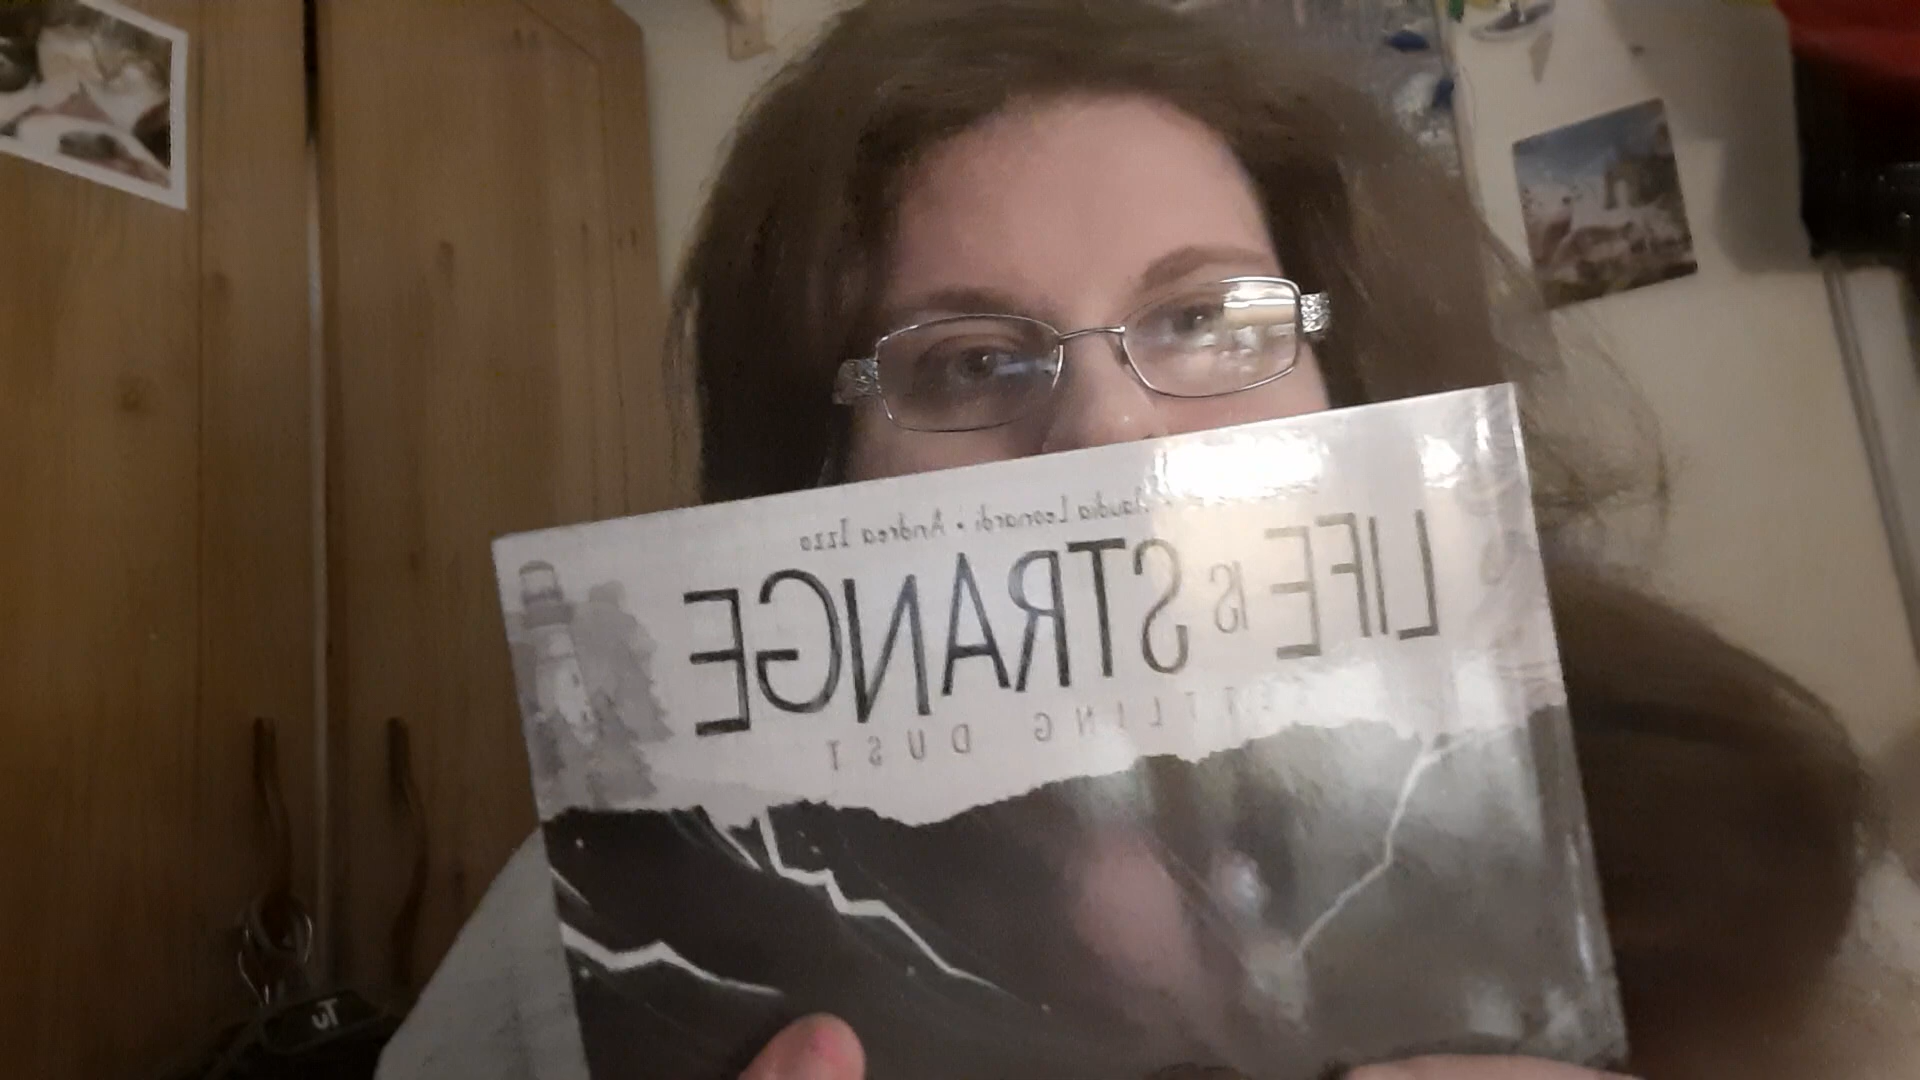 Claudia Leonardi • Andrea Izzo
LIFE IS STRANGE
SETTLING DUST